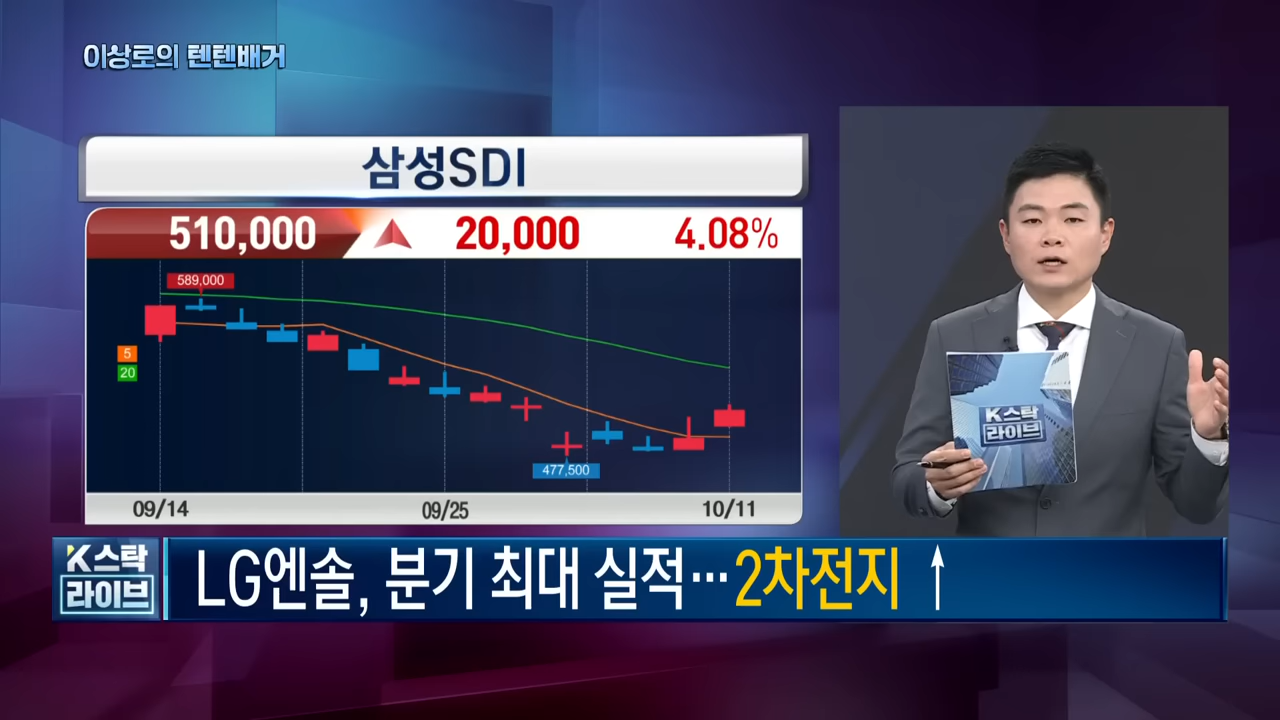 이상로의 텐텐배거
삼성SDI
510,000 ▲ 20,000 4.08%
589,000
5
20
477,500
09/14 09/25 10/11
K스탁
라이브
K스탁
라이브
LG엔솔, 분기 최대 실적…2차전지 ↑